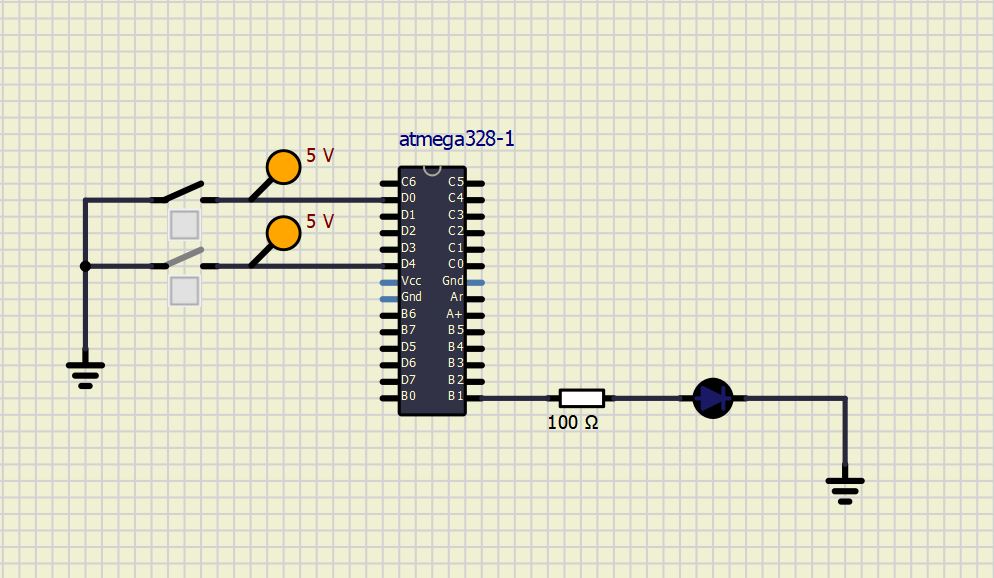 atmega328-1
5 V
5 V
C6 C5
D0 C4
D1 C3
D2 C2
D3 C1
D4 C0
Vcc Gnd
Gnd Ar
B6 A+
B7 B5
D5 B4
D6 B3
D7 B2
B0 B1
100 Ω